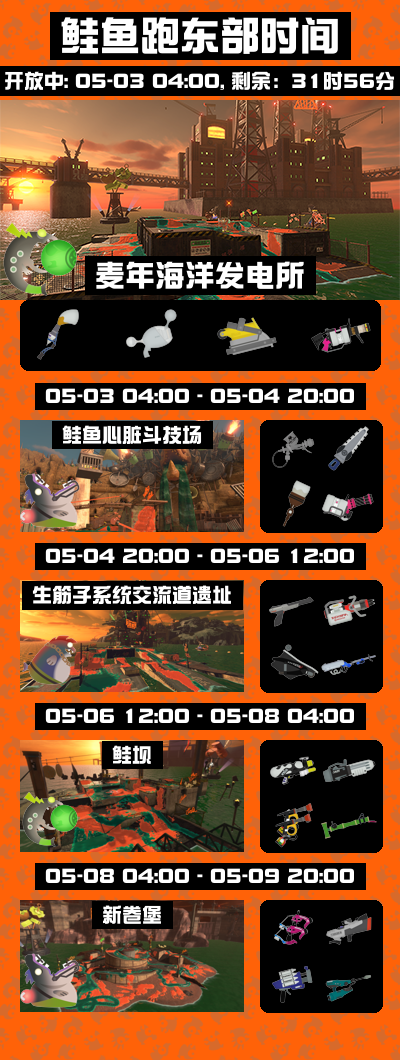 鲑鱼跑东部时间
开放中: 05-03 04:00, 剩余: 31时56分
麦年海洋发电所
05-03 04:00 - 05-04 20:00
鲑鱼心脏斗技场
05-04 20:00 - 05-06 12:00
生筋子系统交流道遗址
05-06 12:00 - 05-08 04:00
鲑坝
05-08 04:00 - 05-09 20:00
新卷堡